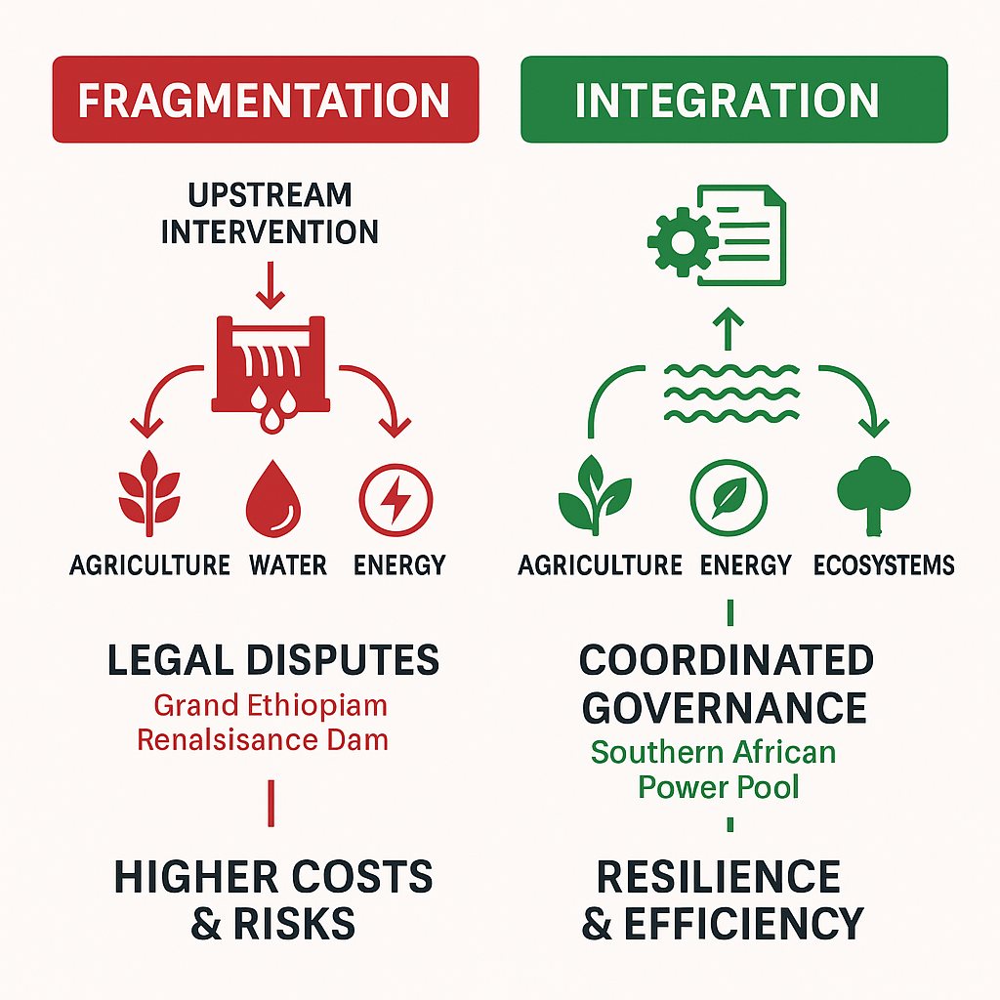 FRAGMENTATION
UPSTREAM
INTERVENTION
AGRICULTURE WATER ENERGY
LEGAL DISPUTES
Grand Ethiopiam
Renalsisance Dam
HIGHER COSTS
& RISKS
INTEGRATION
AGRICULTURE ENERGY ECOSYSTEMS
COORDINATED
GOVERNANCE
Southern African
Power Pool
RESILIENCE
& EFFICIENCY